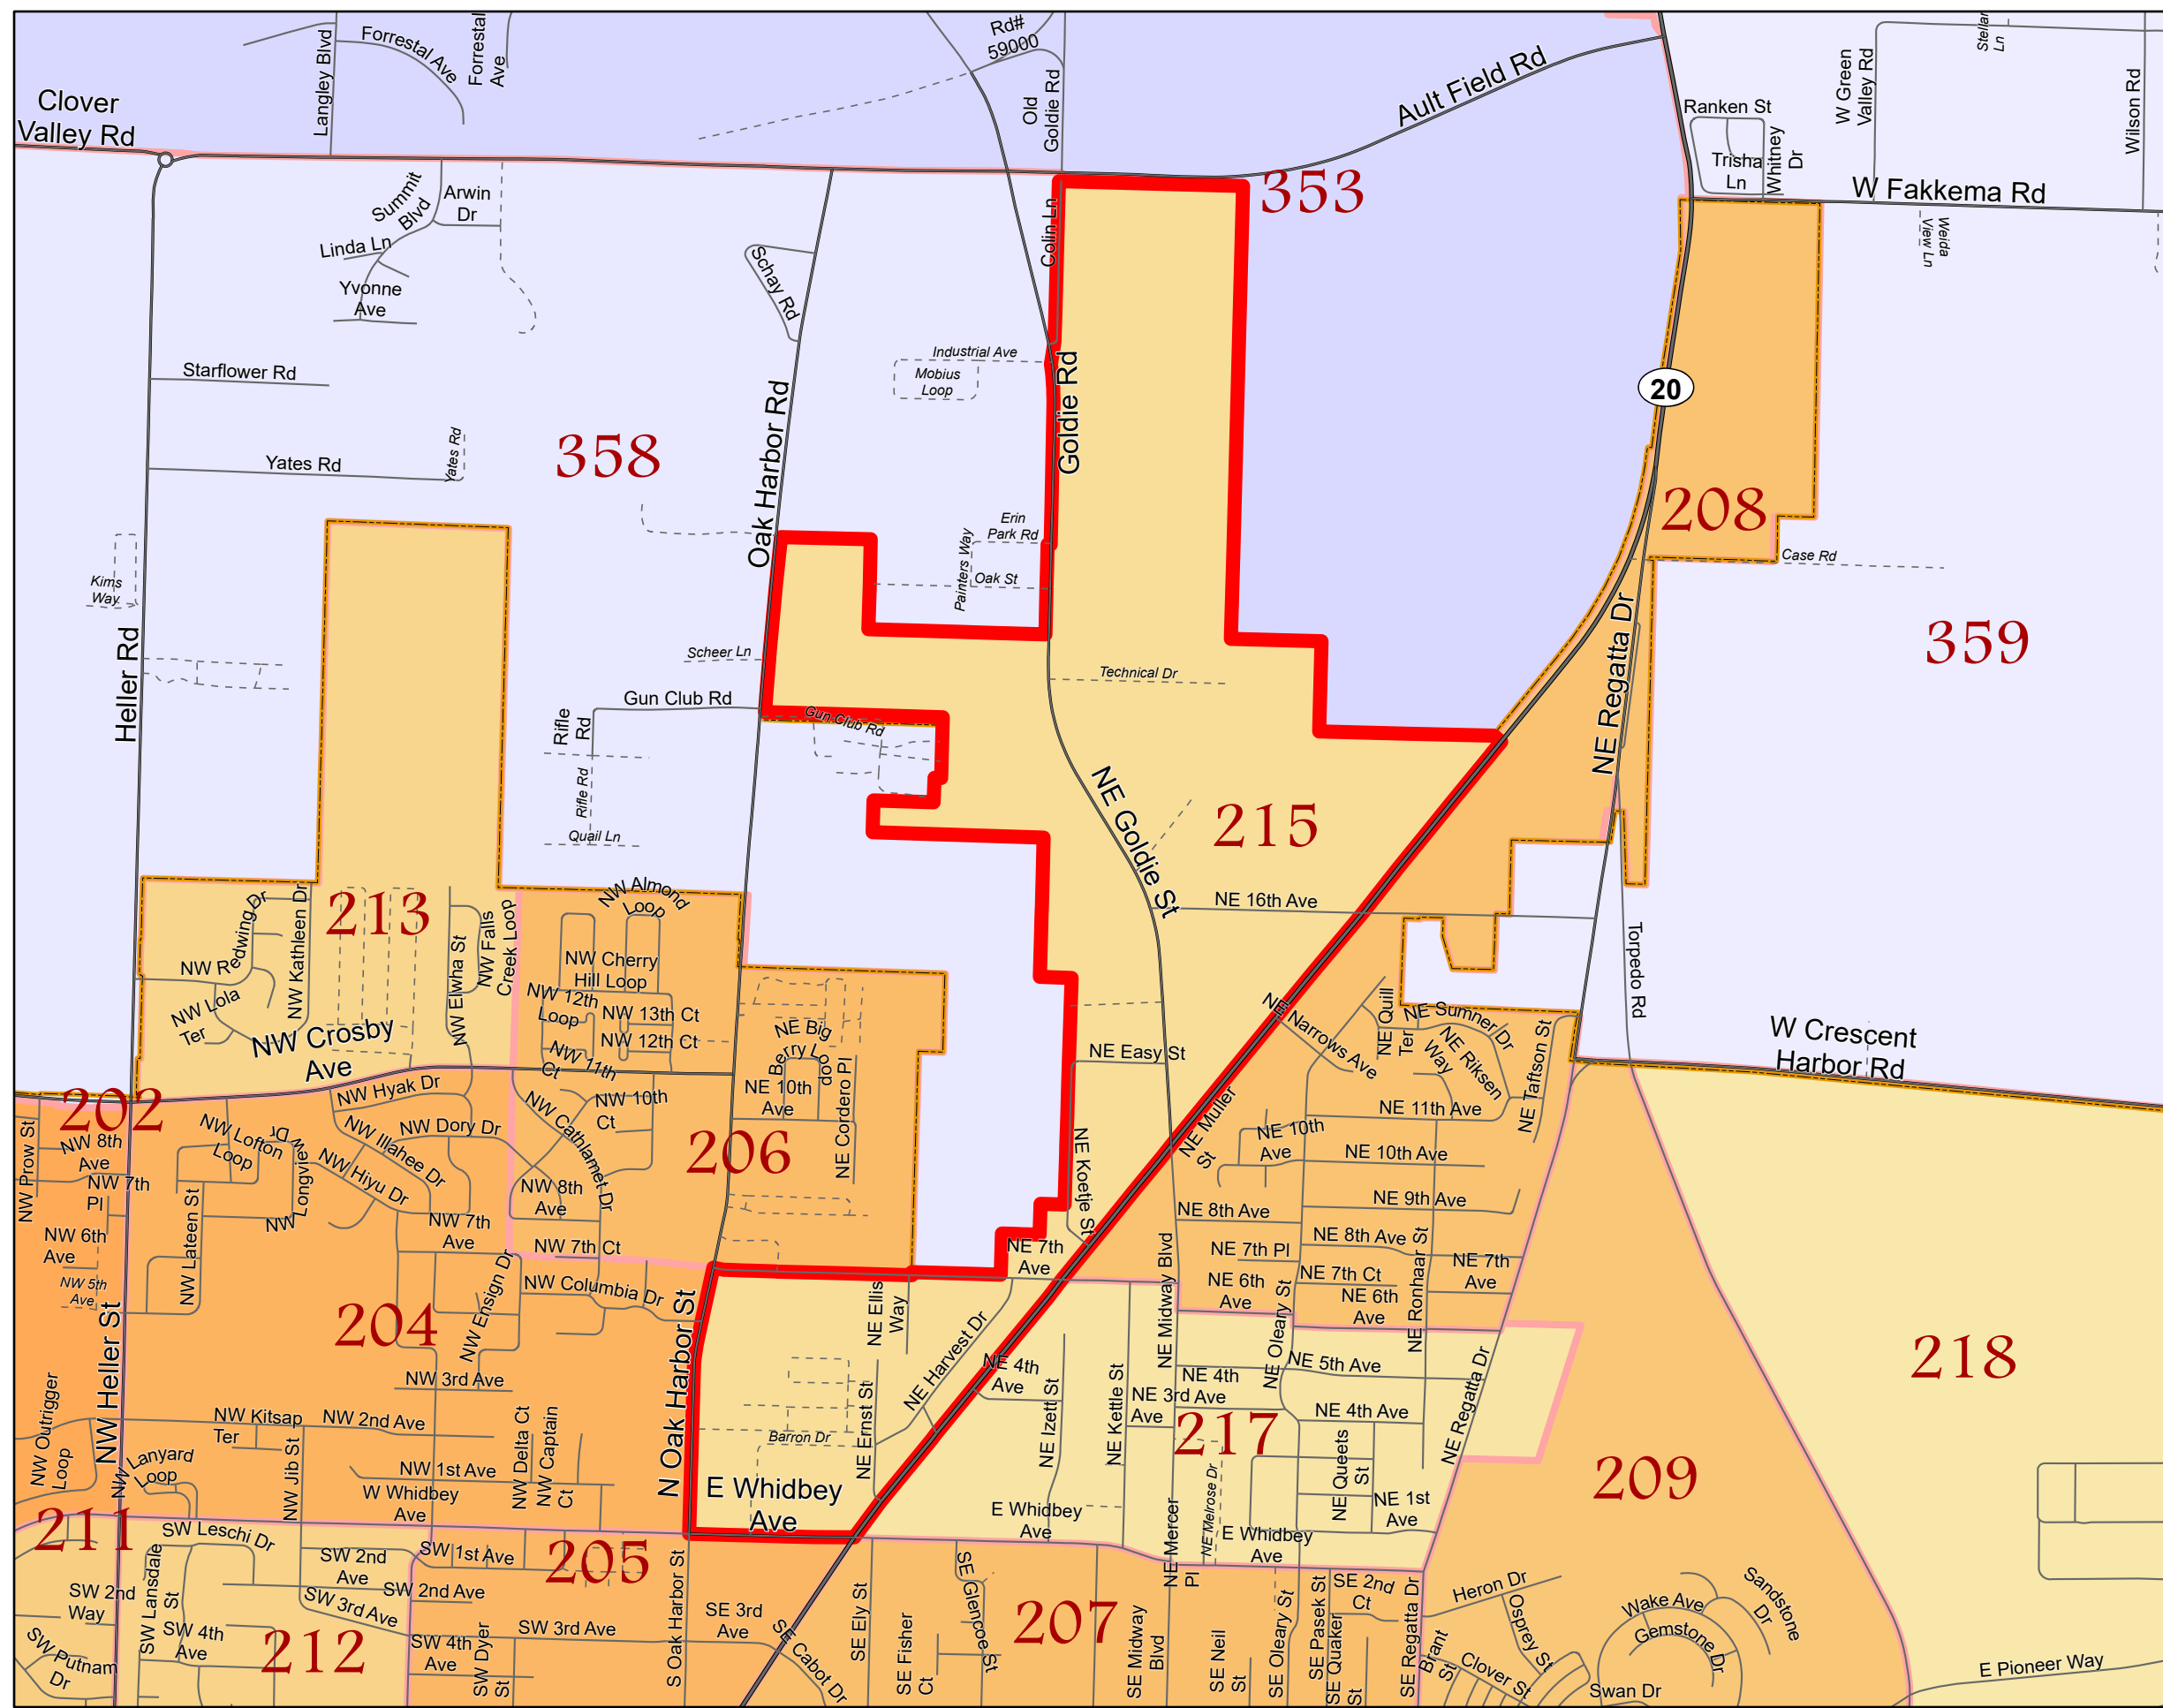 Clover
Valley Rd
Langley Blvd
Forrestal Ave
Forrestal
Ave
Rd#
59000
Old
Goldie Rd
Ault Field Rd
Stellar
Ln
W Green
Valley Rd
Wilson Rd
Ranken St
Trisha
Ln
Whitney
Dr
W Fakkema Rd
Weida
View Ln
353
Summit
Blvd
Arwin
Dr
Linda Ln
Yvonne
Ave
Schay Rd
Colin Ln
Starflower Rd
Industrial Ave
Mobius
Loop
Goldie Rd
Oak Harbor Rd
20
358
Yates Rd
Yates Rd
208
Case Rd
Kims
Way
Erin
Park Rd
Painters Way
Oak St
Heller Rd
Scheer Ln
Technical Dr
NE Regatta Dr
359
Gun Club Rd
Gun Club Rd
Rifle
Rd
Rifle Rd
Quail Ln
NE Goldie St
215
NE 16th Ave
213
NW Redwing Dr
NW Kathleen Dr
NW Lola
Ter
NW Elwha St
NW Falls
Creek Loop
NW Almond
Loop
NW Cherry
Hill Loop
NW 12th
Loop
NW 13th Ct
NW 12th Ct
NW 11th
Ct
NW Crosby
Ave
NE Big
Berry Loop
NE 10th
Ave
NE Cordero Pl
NE Easy St
NE Narrows Ave
NE Quill
Ter
NE Sumner Dr
NE Riksen
Way
NE Taftson St
Torpedo Rd
W Crescent
Harbor Rd
202
NW Prow St
NW 8th
Ave
NW 7th
Pl
NW 6th
Ave
NW 5th
Ave
NW Hyak Dr
NW Lofton
Loop
NW Longview Dr
NW Illahee Dr
NW Dory Dr
NW Hiyu Dr
NW Cathlamet Dr
NW 10th
Ct
NW 8th
Ave
206
NE Koetje St
NE Muller
St
NE 10th
Ave
NE 11th Ave
NE 10th Ave
NE 9th Ave
NE 8th Ave
NE 8th Ave
NW Lateen St
NW 7th
Ave
NW 7th Ct
NW Ensign Dr
NW Columbia Dr
NE 7th
Ave
NE 7th Pl
NE 7th Ct
NE 7th
Ave
NE 6th
Ave
NE 6th
Ave
NE Midway Blvd
NE Oleary St
NE Ronhaar St
NW Heller St
204
N Oak Harbor St
NE Ellis
Way
NE Harvest Dr
NE 4th
Ave
NE Izett St
NE Kettle St
NE 5th Ave
NE 4th
NE 3rd Ave
Ave
NE 4th Ave
217
NE Regatta Dr
218
209
NW 3rd Ave
NW 2nd Ave
NW Kitsap
Ter
NW Outrigger
Loop
NW Lanyard
Loop
NW Jib St
NW 1st Ave
NW Delta Ct
NW Captain
Ct
W Whidbey
Ave
Barron Dr
NE Ernst St
E Whidbey
Ave
E Whidbey
Ave
NE Mercer
Pl
NE Melrose Dr
NE Queets
St
NE 1st
Ave
E Whidbey
Ave
211
SW Leschi Dr
SW Lansdale
St
SW 2nd
Way
SW 2nd
Ave
SW 1st Ave
SW 2nd Ave
SW 3rd Ave
SW 4th
Ave
SW Putnam
Dr
212
SW 4th
Ave
SW Dyer
St
SW 3rd Ave
205
S Oak Harbor St
SE 3rd
Ave
SE Cabot Dr
SE Ely St
SE Fisher
Ct
SE Glencoe St
207
SE Midway
Blvd
SE Neil
St
SE Oleary St
SE Pasek St
SE Quaker
St
SE 2nd
Ct
SE Regatta Dr
Heron Dr
Osprey St
Brant
St
Clover St
Wake Ave
Gemstone Dr
Sandstone
Dr
Swan Dr
E Pioneer Way